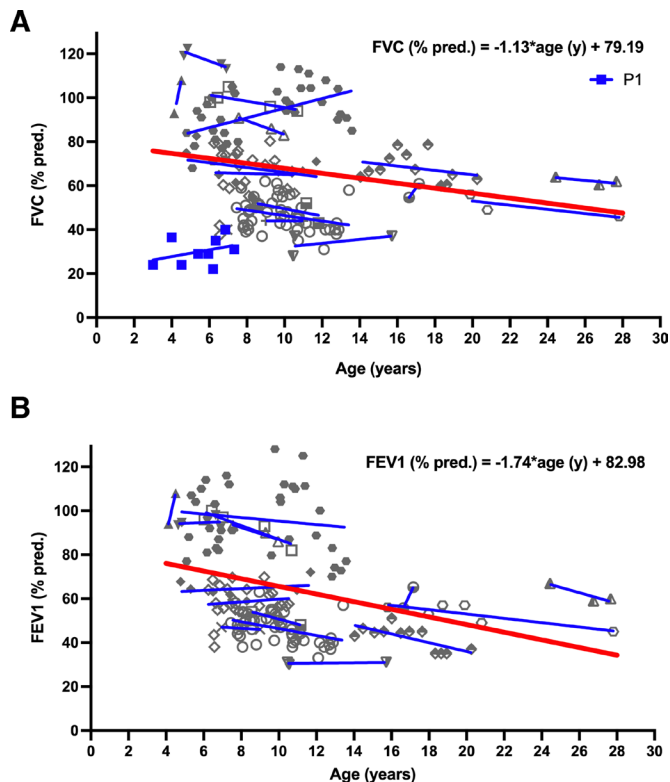 A
FVC (% pred.) = -1.13*age (y) + 79.19
P1
120
100
80
60
40
20
0
FVC (% pred.)
0 2 4 6 8 10 12 14 16 18 20 22 24 26 28 30
Age (years)
B
FEV1 (% pred.) = -1.74*age (y) + 82.98
120
100
80
60
40
20
0
FEV1 (% pred.)
0 2 4 6 8 10 12 14 16 18 20 22 24 26 28 30
Age (years)